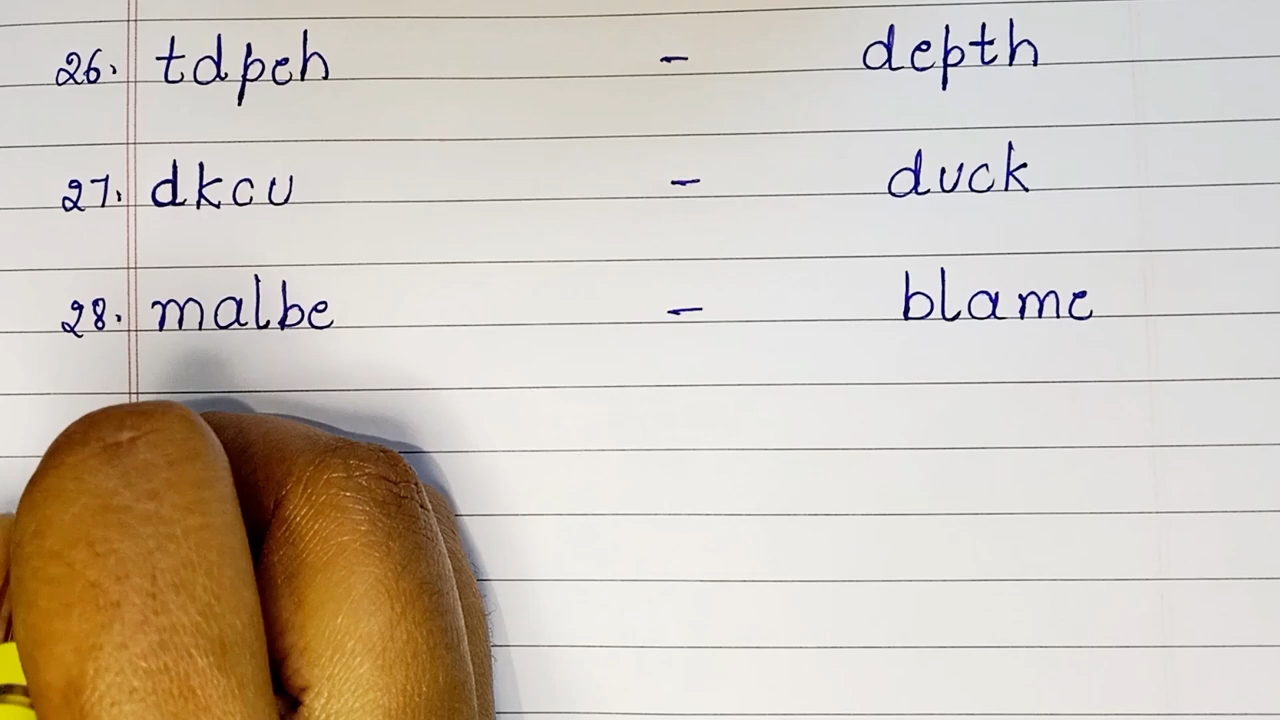 26. tdpeh - depth
27. dkcu - duck
28. malbe - blame